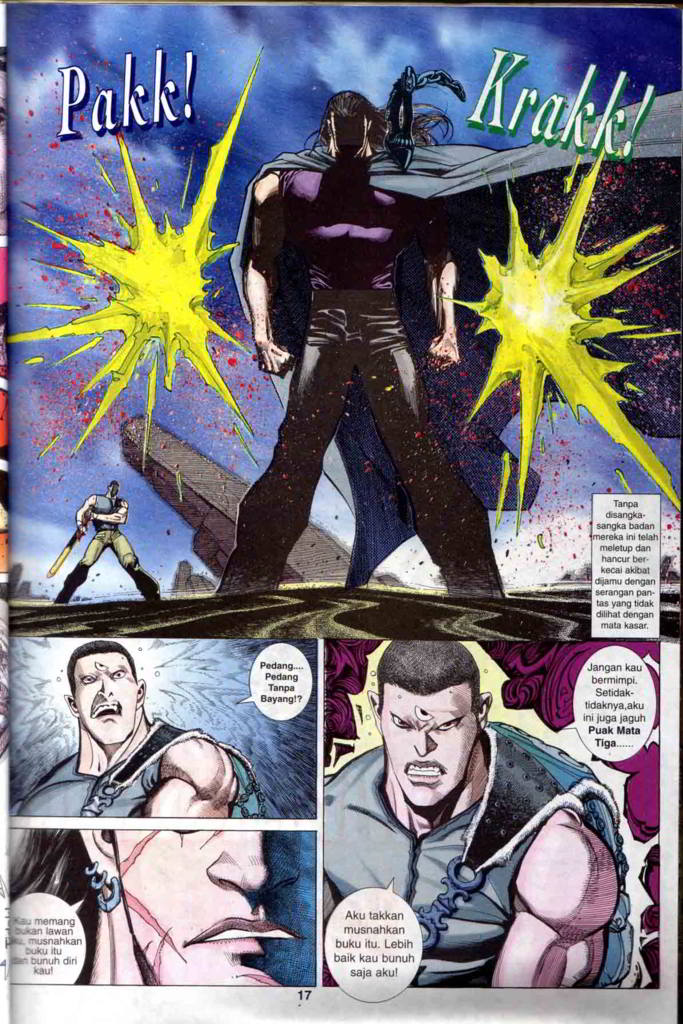 Pakk!
Krakk!
Tanpa
disangka-
sangka badan
mereka ini telah
meletup dan
hancur ber-
kecai akibat
dijamu dengan
serangan pan-
tas yang tidak
dilihat dengan
mata kasar.
Pedang....
Pedang
Tanpa
Bayang!?
Jangan kau
bermimpi.
Setidak-
tidaknya,aku
ini juga jaguh
Puak Mata
Tiga......
Kau memang
bukan lawan
ku, musnahkan
buku itu
dan bunuh diri
kau!
Aku takkan
musnahkan
buku itu. Lebih
baik kau bunuh
saja aku!
17